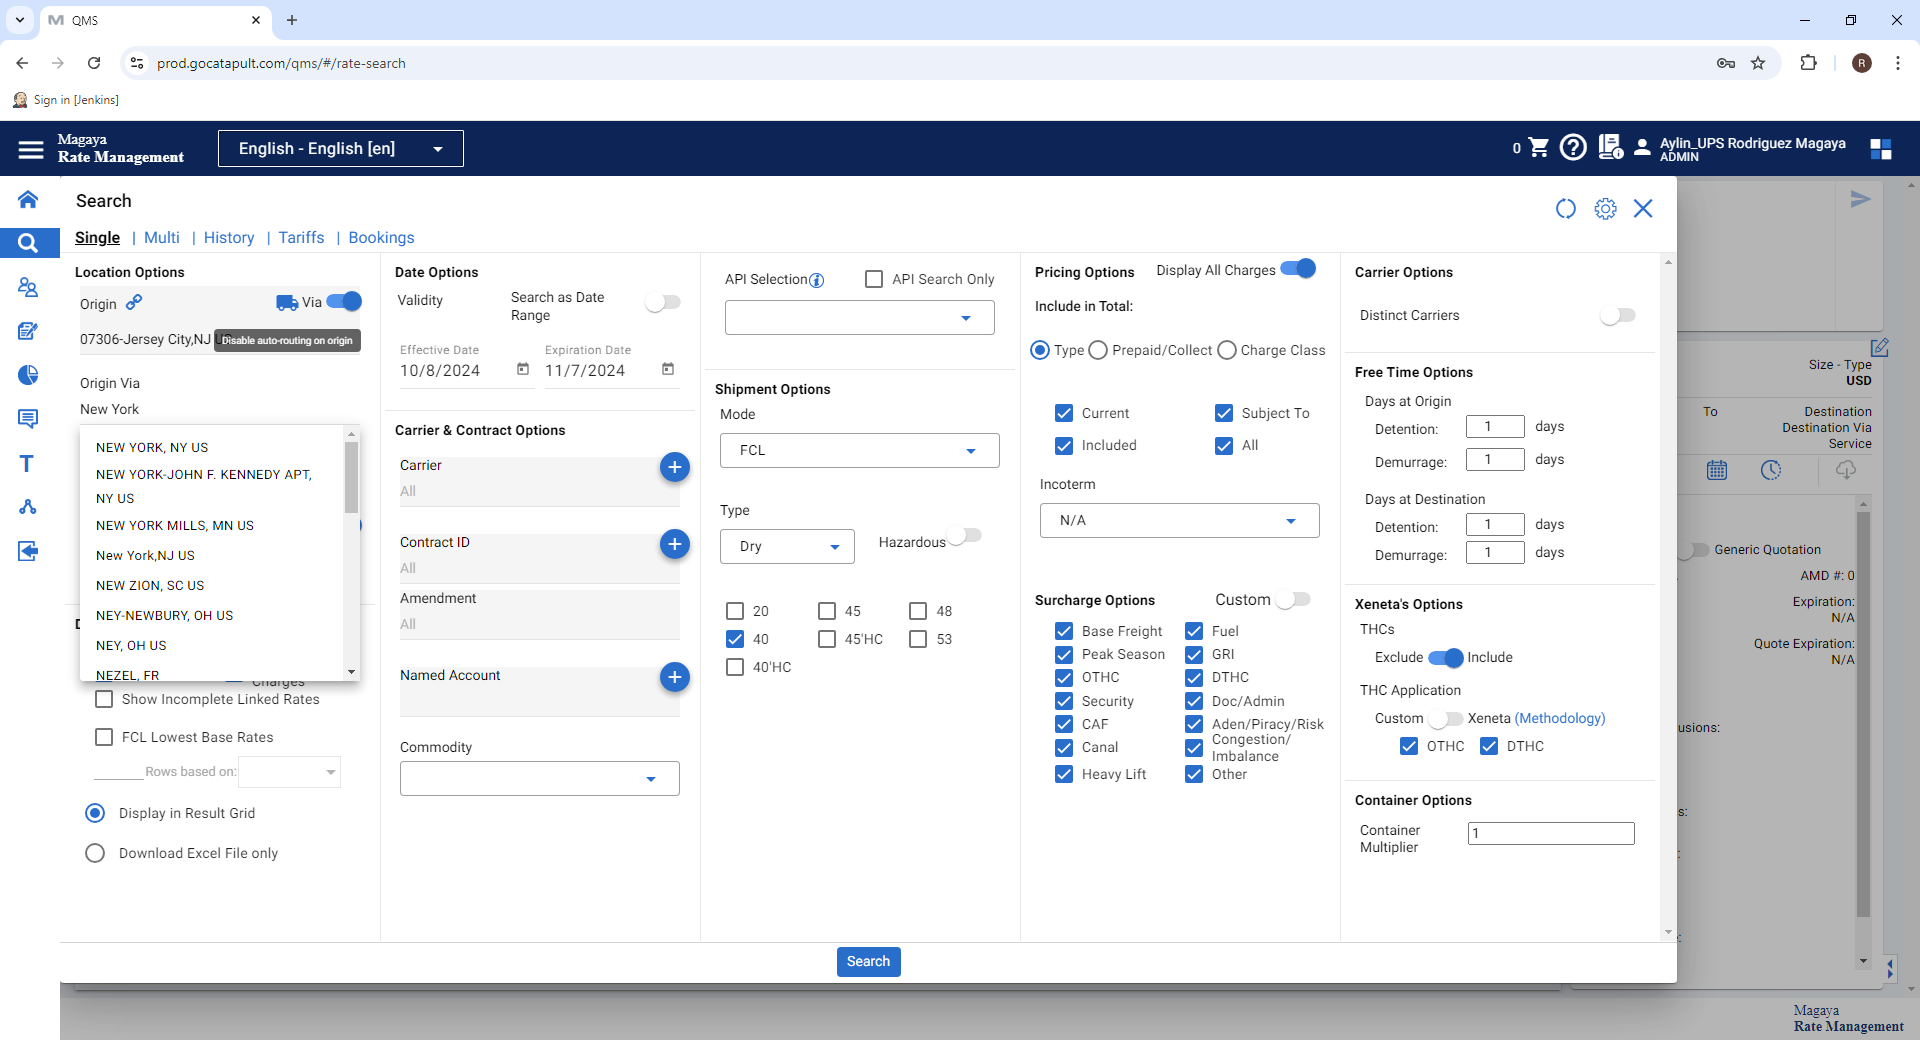 QMS
prod.gocatapult.com/qms/#/rate-search
R
Sign in [Jenkins]
Magaya
Rate Management
English - English [en]
0
Aylin_UPS Rodriguez Magaya
ADMIN
Search
Single | Multi | History | Tariffs | Bookings
Location Options
Origin
Via
07306-Jersey City,NJ
Disable auto-routing on origin
Origin Via
New York
NEW YORK, NY US
NEW YORK-JOHN F. KENNEDY APT,
NY US
NEW YORK MILLS, MN US
New York,NJ US
NEW ZION, SC US
NEY-NEWBURY, OH US
NEY, OH US
NEZEL, FR
Charges
Show Incomplete Linked Rates
FCL Lowest Base Rates
Rows based on:
Display in Result Grid
Download Excel File only
Date Options
Validity
Search as Date
Range
Effective Date
10/8/2024
Expiration Date
11/7/2024
Carrier & Contract Options
Carrier
All
Contract ID
All
Amendment
All
Named Account
Commodity
API Selection
API Search Only
Shipment Options
Mode
FCL
Type
Dry
Hazardous
20
45
48
40
45'HC
53
40'HC
Pricing Options
Display All Charges
Include in Total:
Type
Prepaid/Collect
Charge Class
Current
Subject To
Included
All
Incoterm
N/A
Surcharge Options
Custom
Base Freight
Fuel
Peak Season
GRI
OTHC
DTHC
Security
Doc/Admin
CAF
Aden/Piracy/Risk
Canal
Congestion/
Imbalance
Heavy Lift
Other
Carrier Options
Distinct Carriers
Free Time Options
Days at Origin
Detention: 1 days
Demurrage: 1 days
Days at Destination
Detention: 1 days
Demurrage: 1 days
Xeneta's Options
THCs
Exclude
Include
THC Application
Custom
Xeneta (Methodology)
OTHC
DTHC
Container Options
Container
Multiplier
1
Search
Size - Type
USD
To
Destination
Destination Via
Service
Generic Quotation
AMD #: 0
Expiration:
N/A
Quote Expiration:
N/A
usions:
s:
Magaya
Rate Management